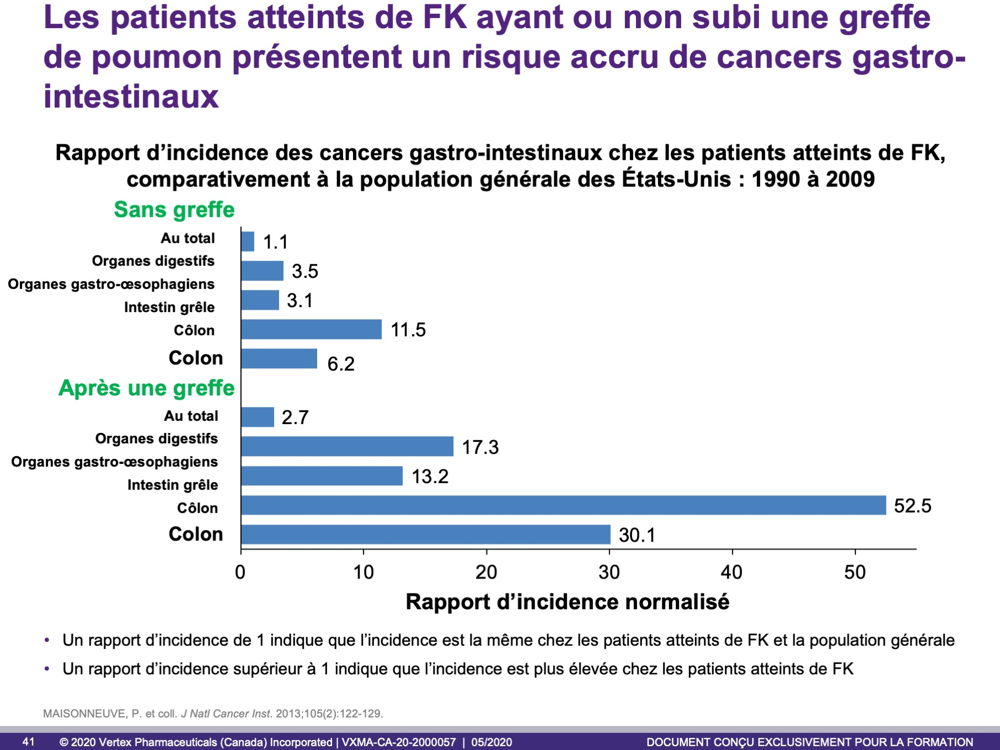 Les patients atteints de FK ayant ou non subi une greffe
de poumon présentent un risque accru de cancers gastro-
intestinaux
Rapport d’incidence des cancers gastro-intestinaux chez les patients atteints de FK,
comparativement à la population générale des États-Unis : 1990 à 2009
Sans greffe
Au total
1.1
Organes digestifs
3.5
Organes gastro-œsophagiens
3.1
Intestin grêle
11.5
Côlon
Colon
6.2
Après une greffe
Au total
2.7
Organes digestifs
17.3
Organes gastro-œsophagiens
13.2
Intestin grêle
52.5
Côlon
Colon
30.1
0 10 20 30 40 50
Rapport d’incidence normalisé
• Un rapport d’incidence de 1 indique que l’incidence est la même chez les patients atteints de FK et la population générale
• Un rapport d’incidence supérieur à 1 indique que l’incidence est plus élevée chez les patients atteints de FK
MAISONNEUVE, P. et coll. J Natl Cancer Inst. 2013;105(2):122-129.
41 © 2020 Vertex Pharmaceuticals (Canada) Incorporated | VXMA-CA-20-2000057 | 05/2020 DOCUMENT CONÇU EXCLUSIVEMENT POUR LA FORMATION